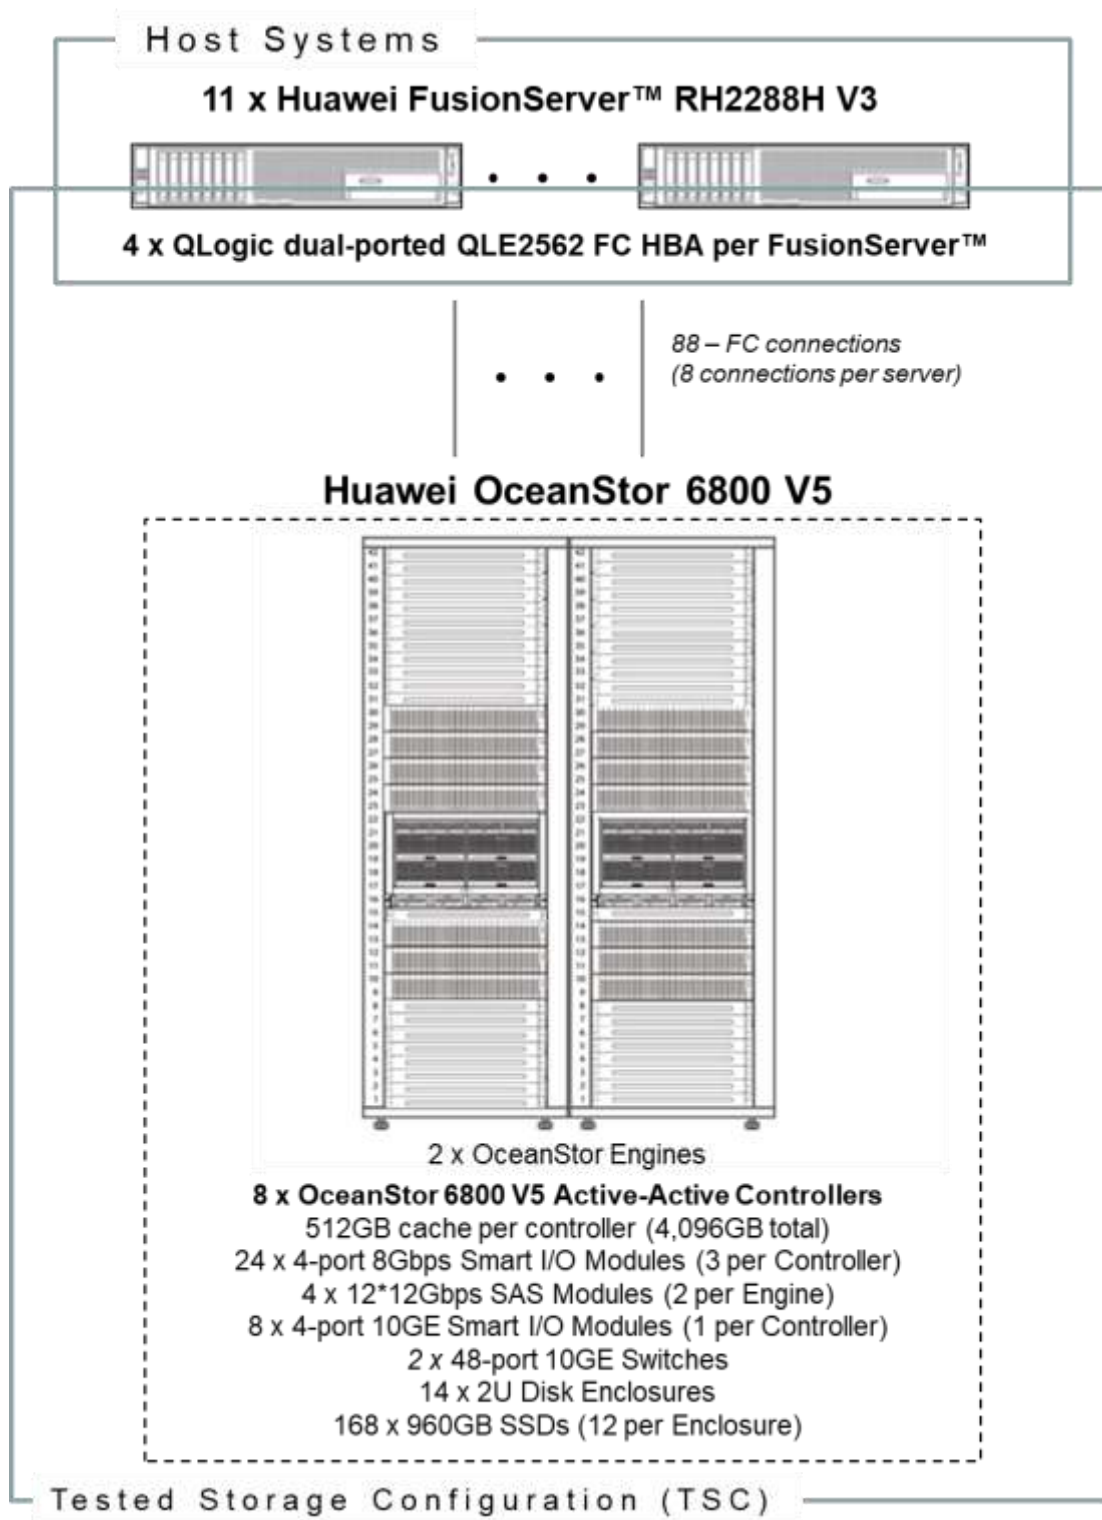 Host Systems
11 x Huawei FusionServer™ RH2288H V3
4 x QLogic dual-ported QLE2562 FC HBA per FusionServer™
88 – FC connections
(8 connections per server)
Huawei OceanStor 6800 V5
2 x OceanStor Engines
8 x OceanStor 6800 V5 Active-Active Controllers
512GB cache per controller (4,096GB total)
24 x 4-port 8Gbps Smart I/O Modules (3 per Controller)
4 x 12*12Gbps SAS Modules (2 per Engine)
8 x 4-port 10GE Smart I/O Modules (1 per Controller)
2 x 48-port 10GE Switches
14 x 2U Disk Enclosures
168 x 960GB SSDs (12 per Enclosure)
Tested Storage Configuration (TSC)